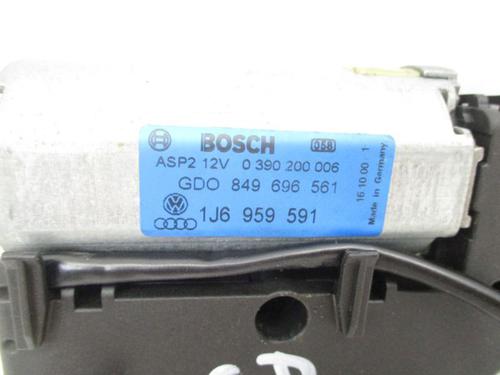 BOSCH 058
ASP2 12V 0 390 200 006
GDO 849 696 561
1J6 959 591
16 10 00 1
Made in Germany